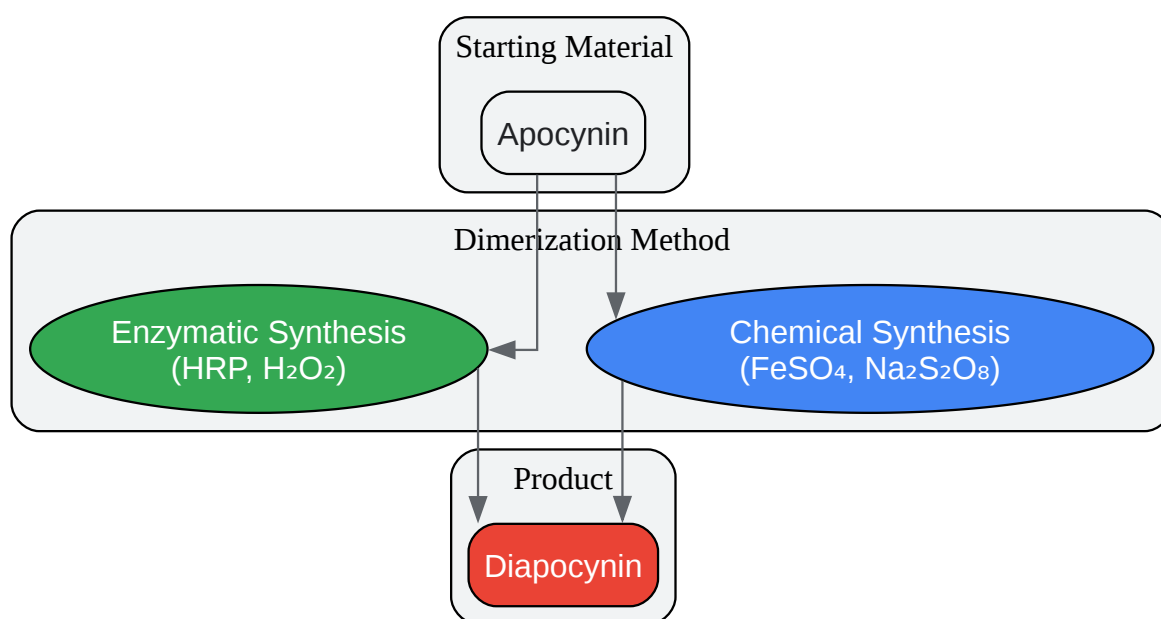 Starting Material
Apocynin
Dimerization Method
Enzymatic Synthesis
(HRP, H₂O₂)
Chemical Synthesis
(FeSO₄, Na₂S₂O₈)
Product
Diapocynin